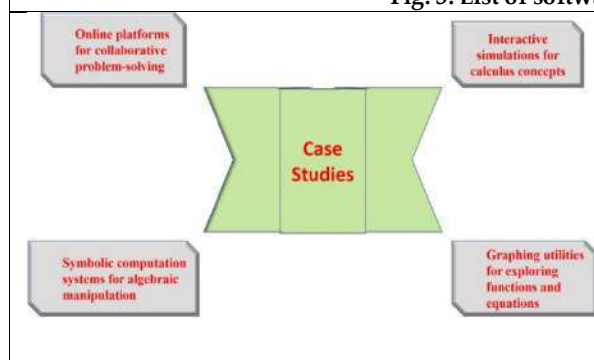 Fig. 3. List of softw
Online platforms
for collaborative
problem-solving
Interactive
simulations for
calculus concepts
Case
Studies
Symbolic computation
systems for algebraic
manipulation
Graphing utilities
for exploring
functions and
equations